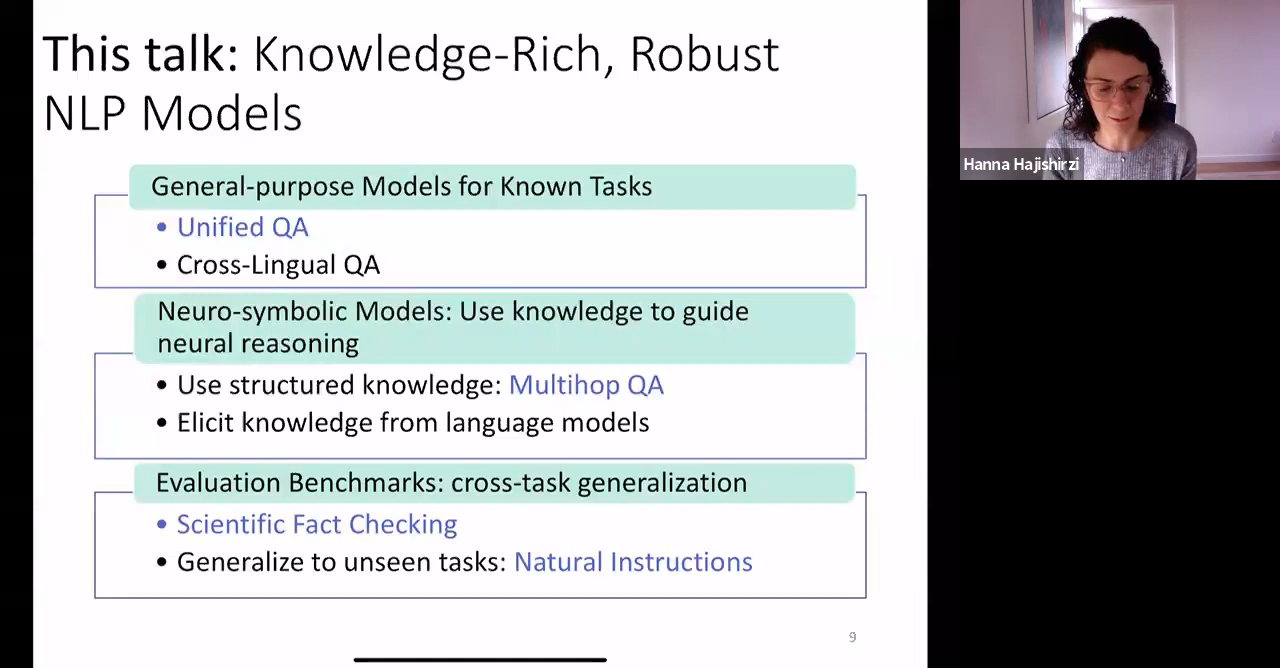 This talk: Knowledge-Rich, Robust
NLP Models
General-purpose Models for Known Tasks
• Unified QA
• Cross-Lingual QA
Neuro-symbolic Models: Use knowledge to guide
neural reasoning
• Use structured knowledge: Multihop QA
• Elicit knowledge from language models
Evaluation Benchmarks: cross-task generalization
• Scientific Fact Checking
• Generalize to unseen tasks: Natural Instructions
9
Hanna Hajishirzi